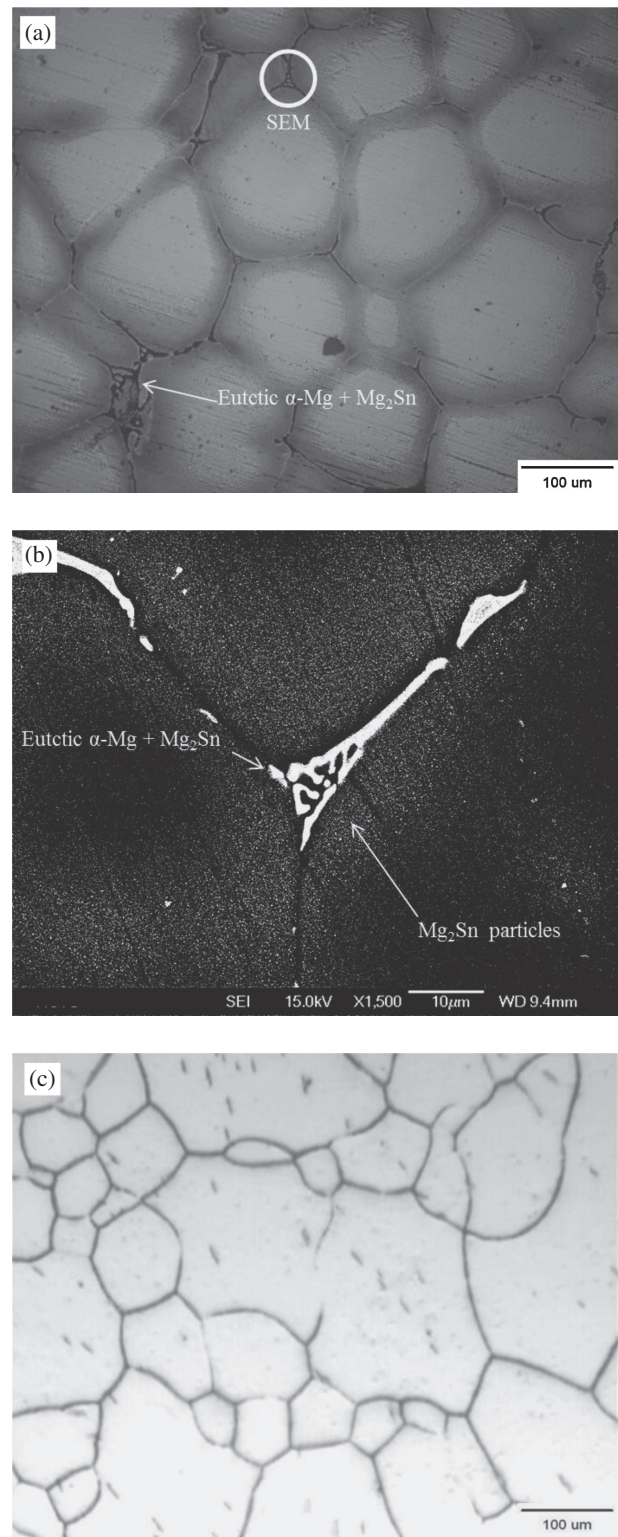 (a)
SEM
Eutctic α-Mg + Mg₂Sn
100 um
(b)
Eutctic α-Mg + Mg₂Sn
Mg₂Sn particles
SEI 15.0kV X1,500 10µm WD 9.4mm
(c)
100 um